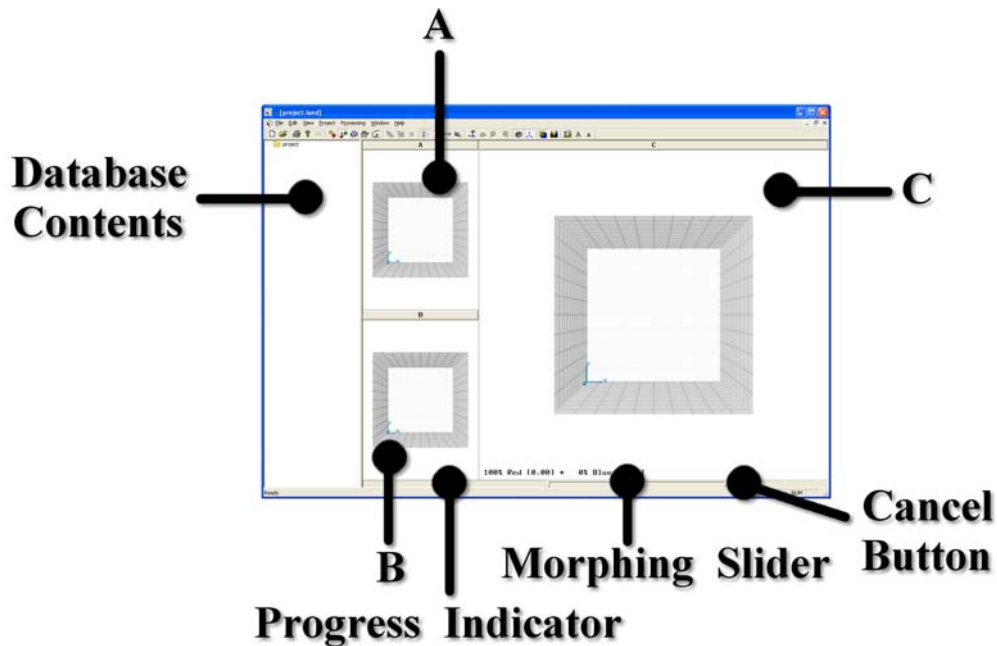 A
[project.land]
File Edit View Project Processing Window Help
project
A
C
Database
Contents
C
B
100% Red [0.00] + 0% Blue
Ready
NUM
Cancel
Button
B
Morphing Slider
Progress Indicator